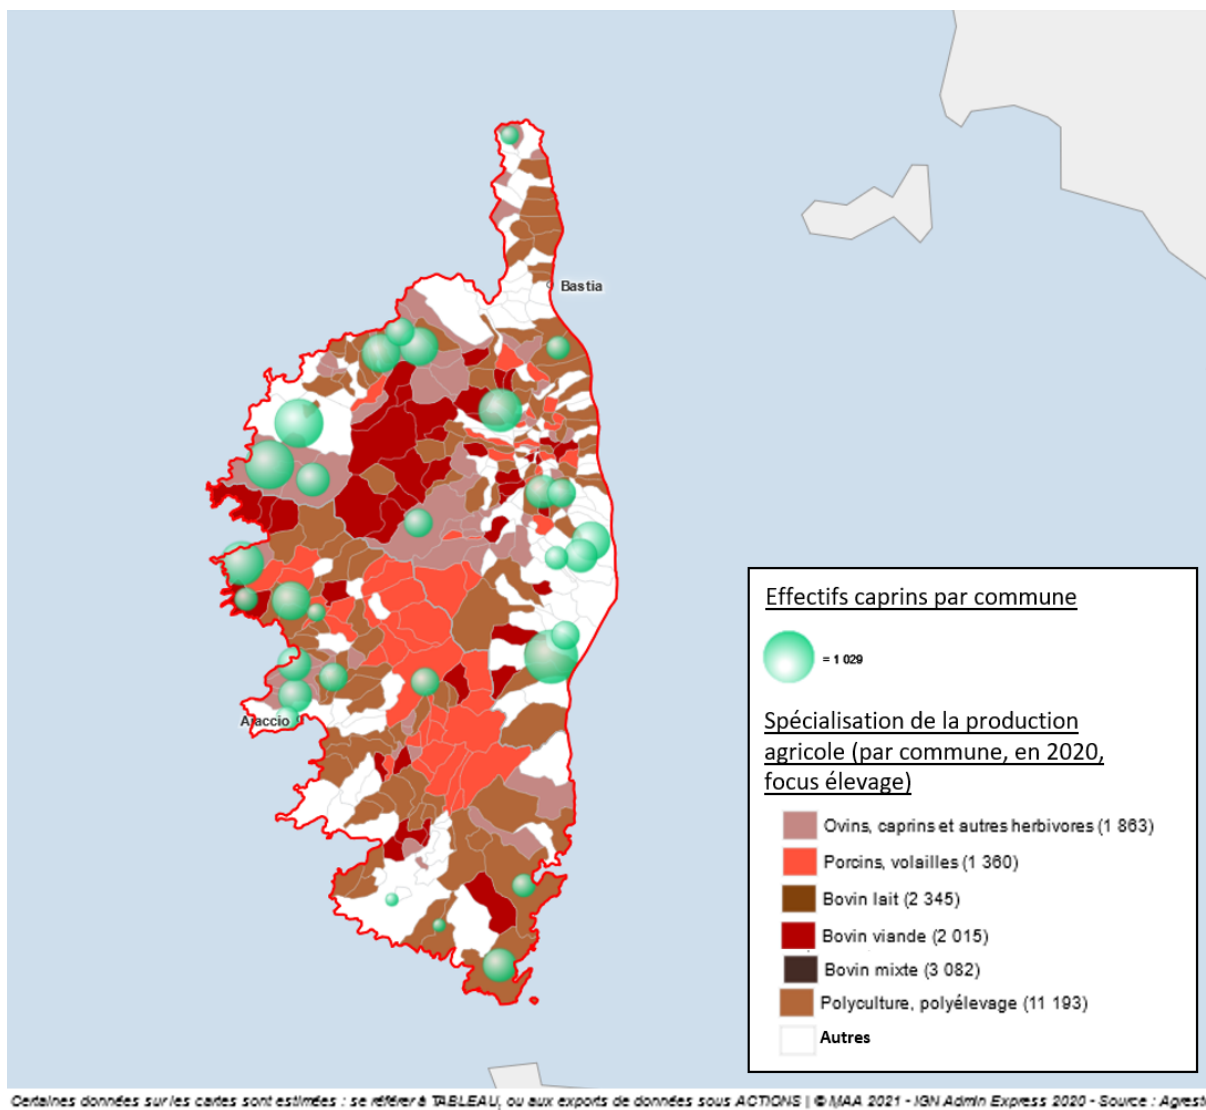 Bastia
Ajaccio
Effectifs caprins par commune
= 1 029
Spécialisation de la production
agricole (par commune, en 2020,
focus élevage)
Ovins, caprins et autres herbivores (1 863)
Porcins, volailles (1 360)
Bovin lait (2 345)
Bovin viande (2 015)
Bovin mixte (3 082)
Polyculture, polyélevage (11 193)
Autres
Certaines données sur les cartes sont estimées : se référer à TABLEAU, ou aux exports de données sous ACTIONS | © MAA 2021 - IGN Admin Express 2020 - Source : Agrest